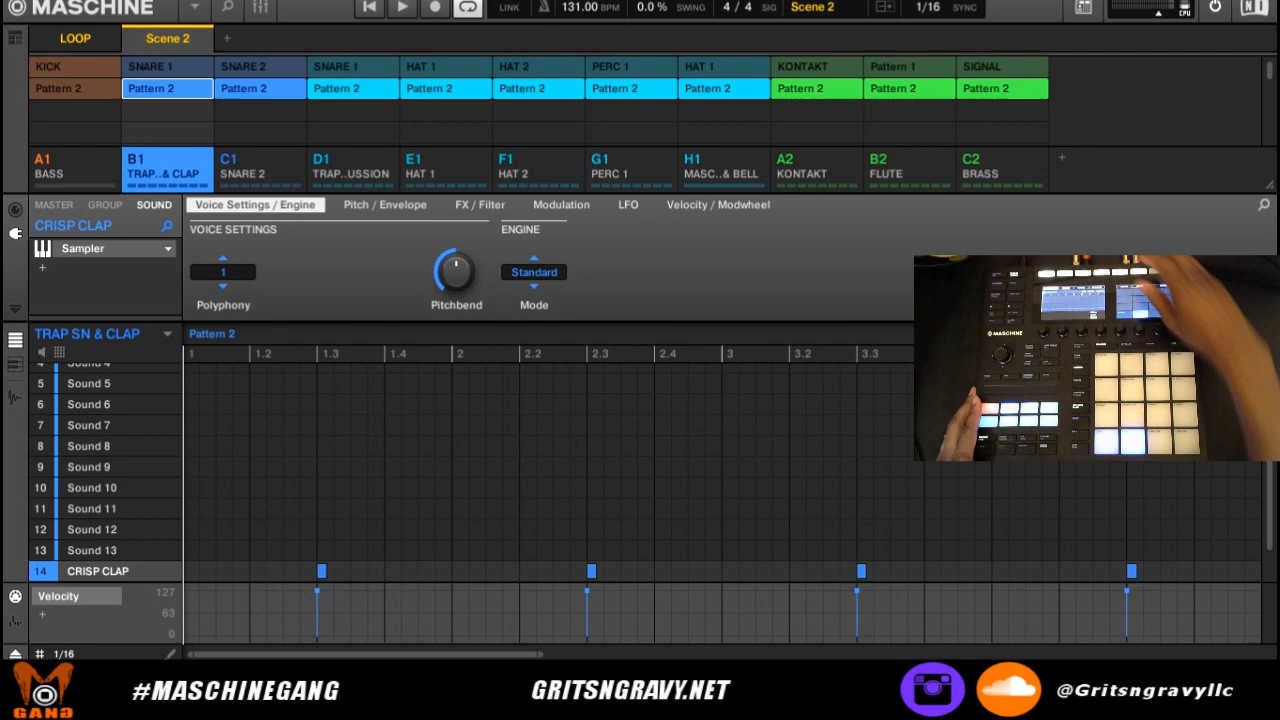 MASCHINE
LINK 131.00 BPM 0.0 % SWING 4 / 4 SIG Scene 2 1/16 SYNC CPU
LOOP Scene 2 +
KICK SNARE 1 SNARE 2 SNARE 1 HAT 1 HAT 2 PERC 1 HAT 1 KONTAKT Pattern 1 SIGNAL
Pattern 2 Pattern 2 Pattern 2 Pattern 2 Pattern 2 Pattern 2 Pattern 2 Pattern 2 Pattern 2 Pattern 2 Pattern 2
A1 B1 C1 D1 E1 F1 G1 H1 A2 B2 C2 +
BASS TRAP..& CLAP SNARE 2 TRAP..USSION HAT 1 HAT 2 PERC 1 MASC..& BELL KONTAKT FLUTE BRASS
MASTER GROUP SOUND Voice Settings / Engine Pitch / Envelope FX / Filter Modulation LFO Velocity / Modwheel
CRISP CLAP VOICE SETTINGS ENGINE
Sampler
+
1 Standard
Polyphony Pitchbend Mode
MASCHINE
TRAP SN & CLAP Pattern 2
1 1.2 1.3 1.4 2 2.2 2.3 2.4 3 3.2 3.3
4 Sound 4
5 Sound 5
6 Sound 6
7 Sound 7
8 Sound 8
9 Sound 9
10 Sound 10
11 Sound 11
12 Sound 12
13 Sound 13
14 CRISP CLAP
Velocity 127
+ 63
0
# 1/16
GANG #MASCHINEGANG GRITSNGRAVY.NET @Gritsngravyllc